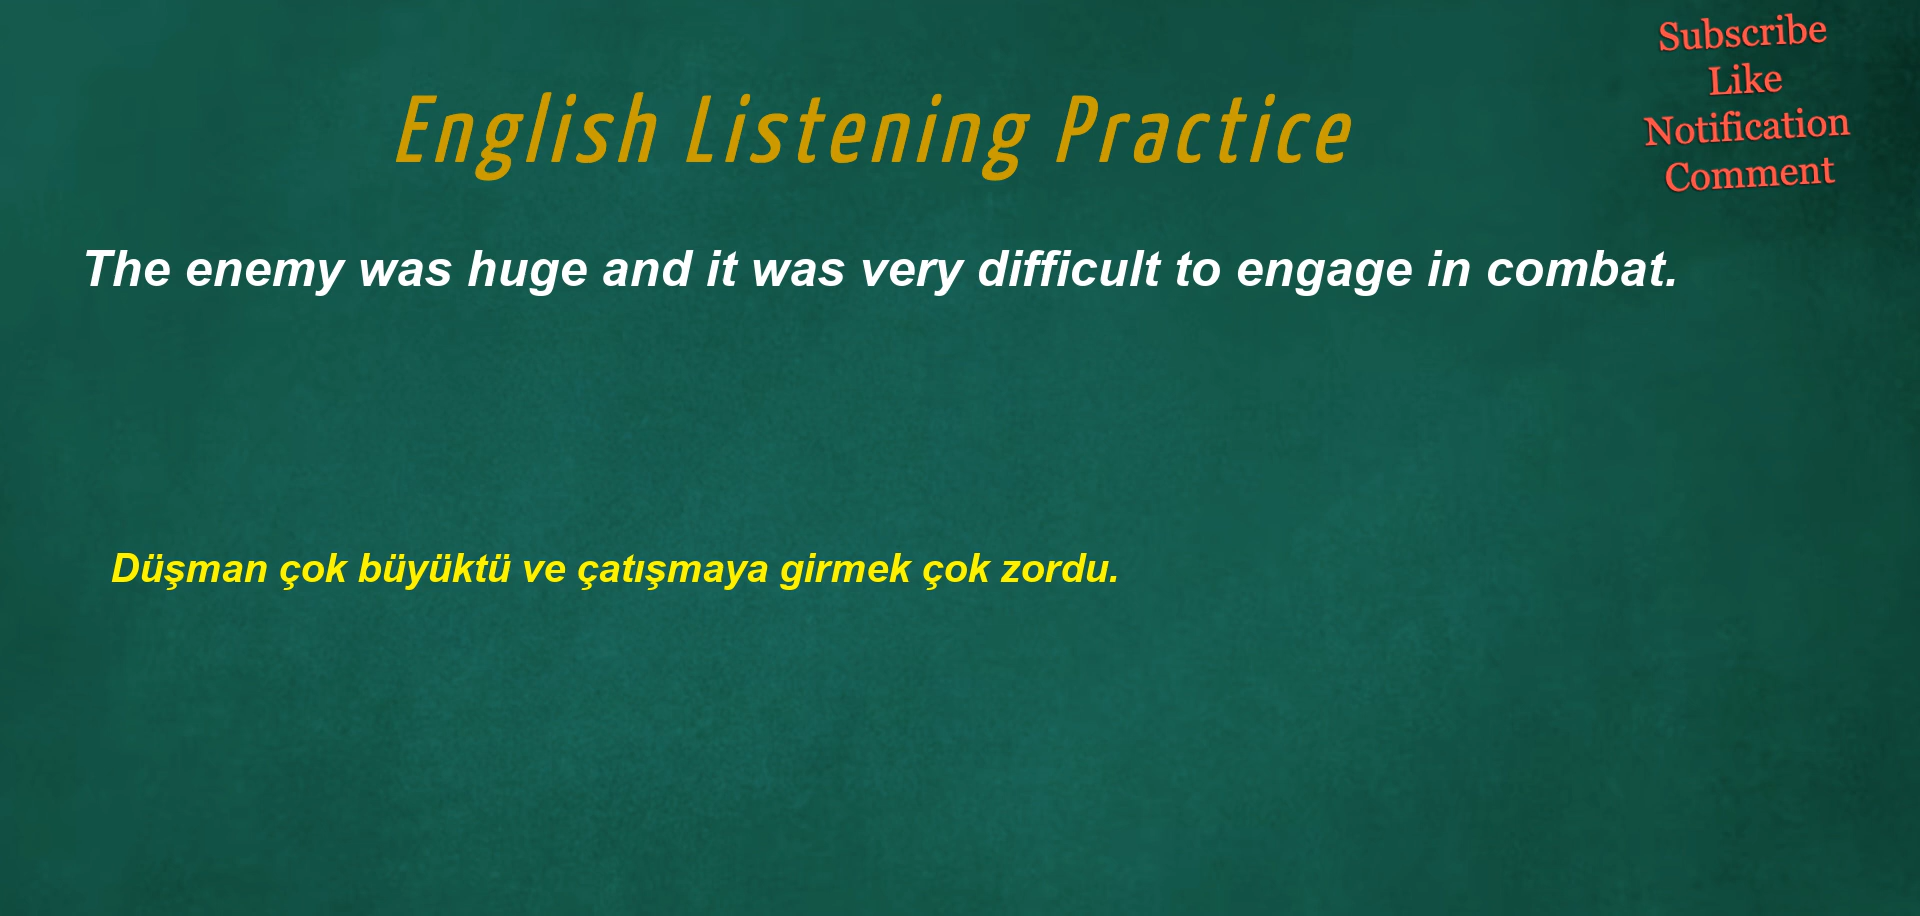 English Listening Practice
Subscribe
Like
Notification
Comment
The enemy was huge and it was very difficult to engage in combat.
Düşman çok büyüktü ve çatışmaya girmek çok zordu.